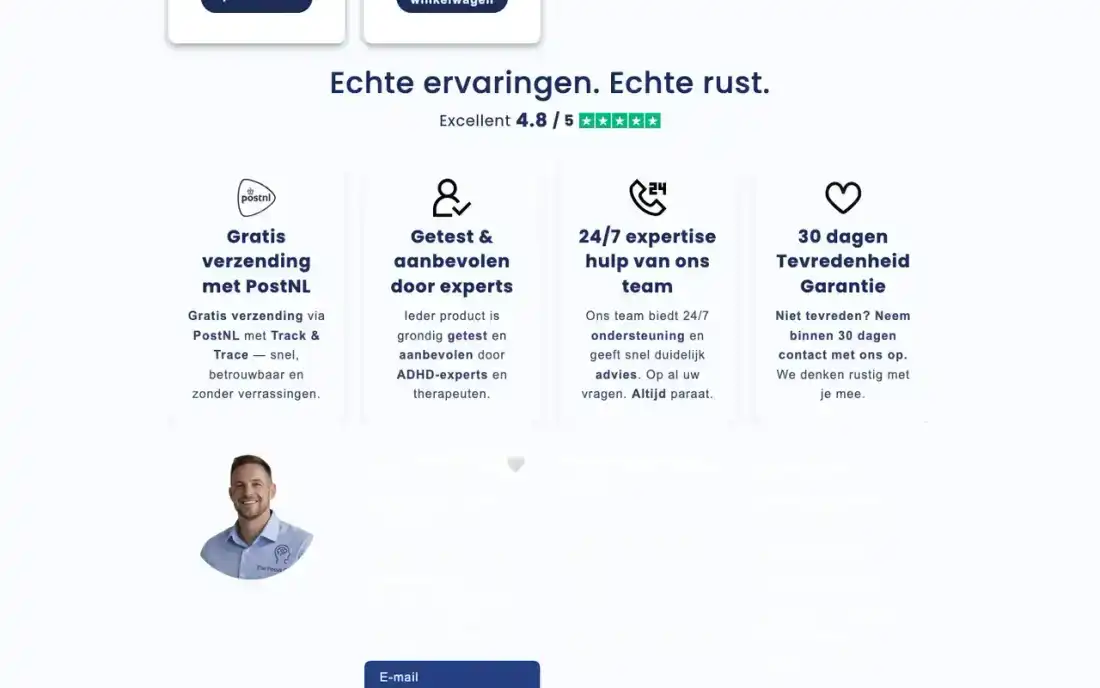 winkelwagen
Echte ervaringen. Echte rust.
Excellent 4.8 / 5
postnl
24
Gratis
verzending
met PostNL
Gratis verzending via
PostNL met Track &
Trace — snel,
betrouwbaar en
zonder verrassingen.
Getest &
aanbevolen
door experts
Ieder product is
grondig getest en
aanbevolen door
ADHD-experts en
therapeuten.
24/7 expertise
hulp van ons
team
Ons team biedt 24/7
ondersteuning en
geeft snel duidelijk
advies. Op al uw
vragen. Altijd paraat.
30 dagen
Tevredenheid
Garantie
Niet tevreden? Neem
binnen 30 dagen
contact met ons op.
We denken rustig met
je mee.
E-mail